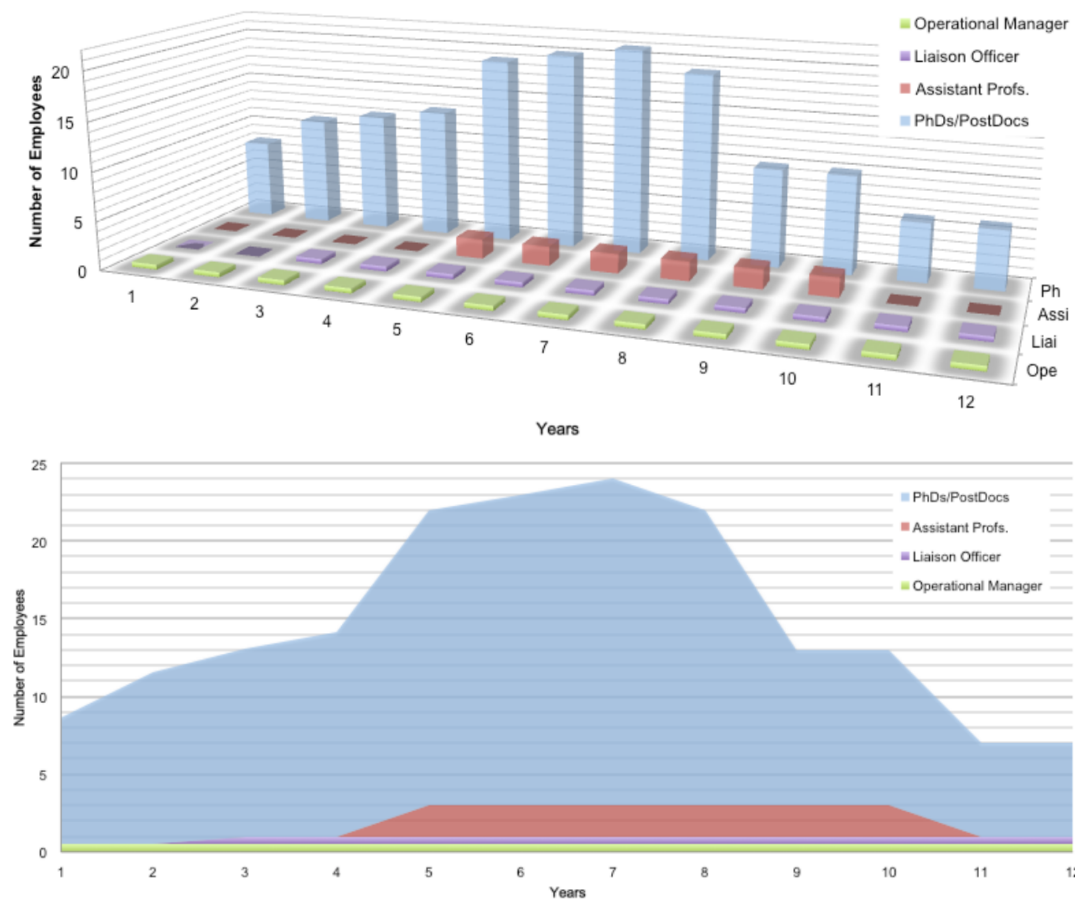 Operational Manager
Liaison Officer
Assistant Profs.
PhDs/PostDocs
Number of Employees
20
15
10
5
0
1
2
3
4
5
6
7
8
9
10
11
12
Ph
Assi
Liai
Ope
Years
25
20
15
10
5
0
Number of Employees
PhDs/PostDocs
Assistant Profs.
Liaison Officer
Operational Manager
1 2 3 4 5 6 7 8 9 10 11 12
Years